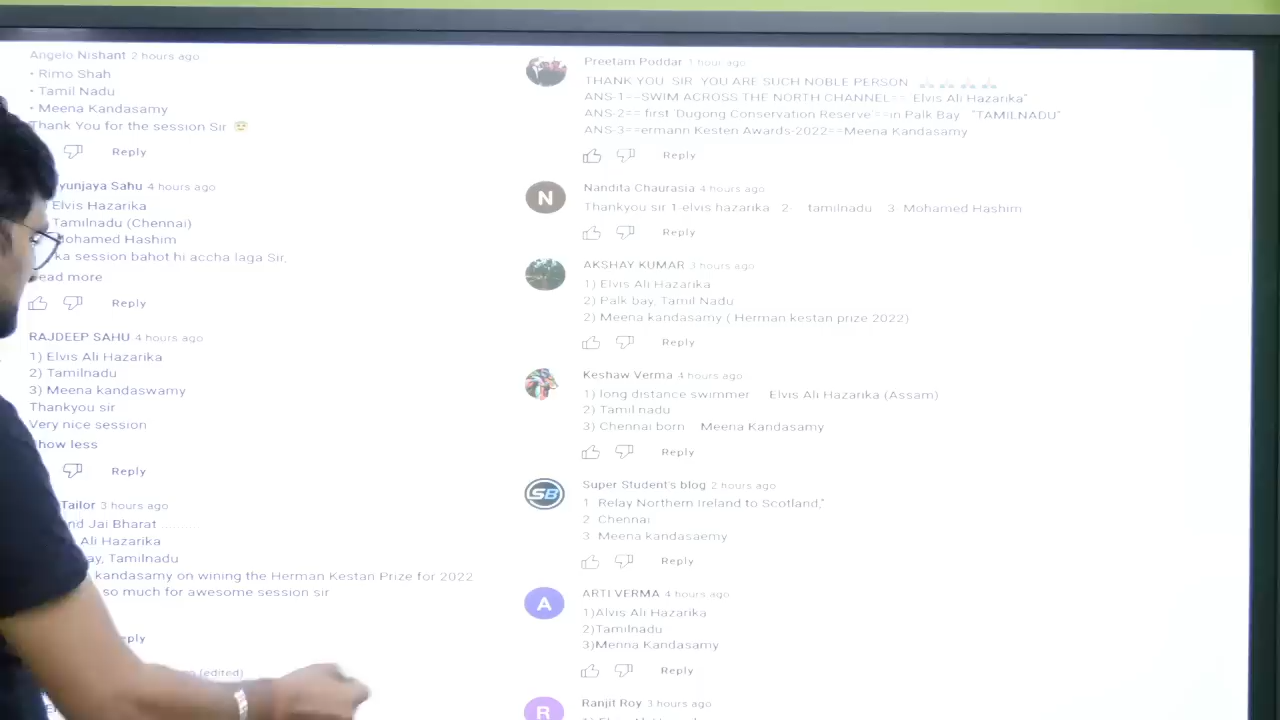 Angelo Nishant 2 hours ago
• Rimo Shah
• Tamil Nadu
• Meena Kandasamy
Thank You for the session Sir
Reply
yunjaya Sahu 4 hours ago
Elvis Hazarika
Tamilnadu (Chennai)
Mohamed Hashim
ka session bahot hi accha laga Sir,
ead more
Reply
RAJDEEP SAHU 4 hours ago
1) Elvis Ali Hazarika
2) Tamilnadu
3) Meena kandaswamy
Thankyou sir
Very nice session
how less
Reply
Tailor 3 hours ago
nd Jai Bharat ..........
Ali Hazarika
ay, Tamilnadu
kandasamy on wining the Herman Kestan Prize for 2022
so much for awesome session sir
ply
(edited)
Preetam Poddar 1 hour ago
THANK YOU SIR YOU ARE SUCH NOBLE PERSON
ANS-1==SWIM ACROSS THE NORTH CHANNEL== Elvis Ali Hazarika"
ANS-2== first 'Dugong Conservation Reserve'==in Palk Bay "TAMILNADU"
ANS-3==ermann Kesten Awards-2022==Meena Kandasamy
Reply
N
Nandita Chaurasia 4 hours ago
Thankyou sir 1-elvis hazarika 2- tamilnadu 3 Mohamed Hashim
Reply
AKSHAY KUMAR 3 hours ago
1) Elvis Ali Hazarika
2) Palk bay, Tamil Nadu
2) Meena kandasamy ( Herman kestan prize 2022)
Reply
Keshaw Verma 4 hours ago
1) long distance swimmer Elvis Ali Hazarika (Assam)
2) Tamil nadu
3) Chennai born Meena Kandasamy
Reply
SB
Super Student's blog 2 hours ago
1 Relay Northern Ireland to Scotland,"
2 Chennai
3 Meena kandasaemy
Reply
A
ARTI VERMA 4 hours ago
1)Alvis Ali Hazarika
2)Tamilnadu
3)Menna Kandasamy
Reply
R
Ranjit Roy 3 hours ago